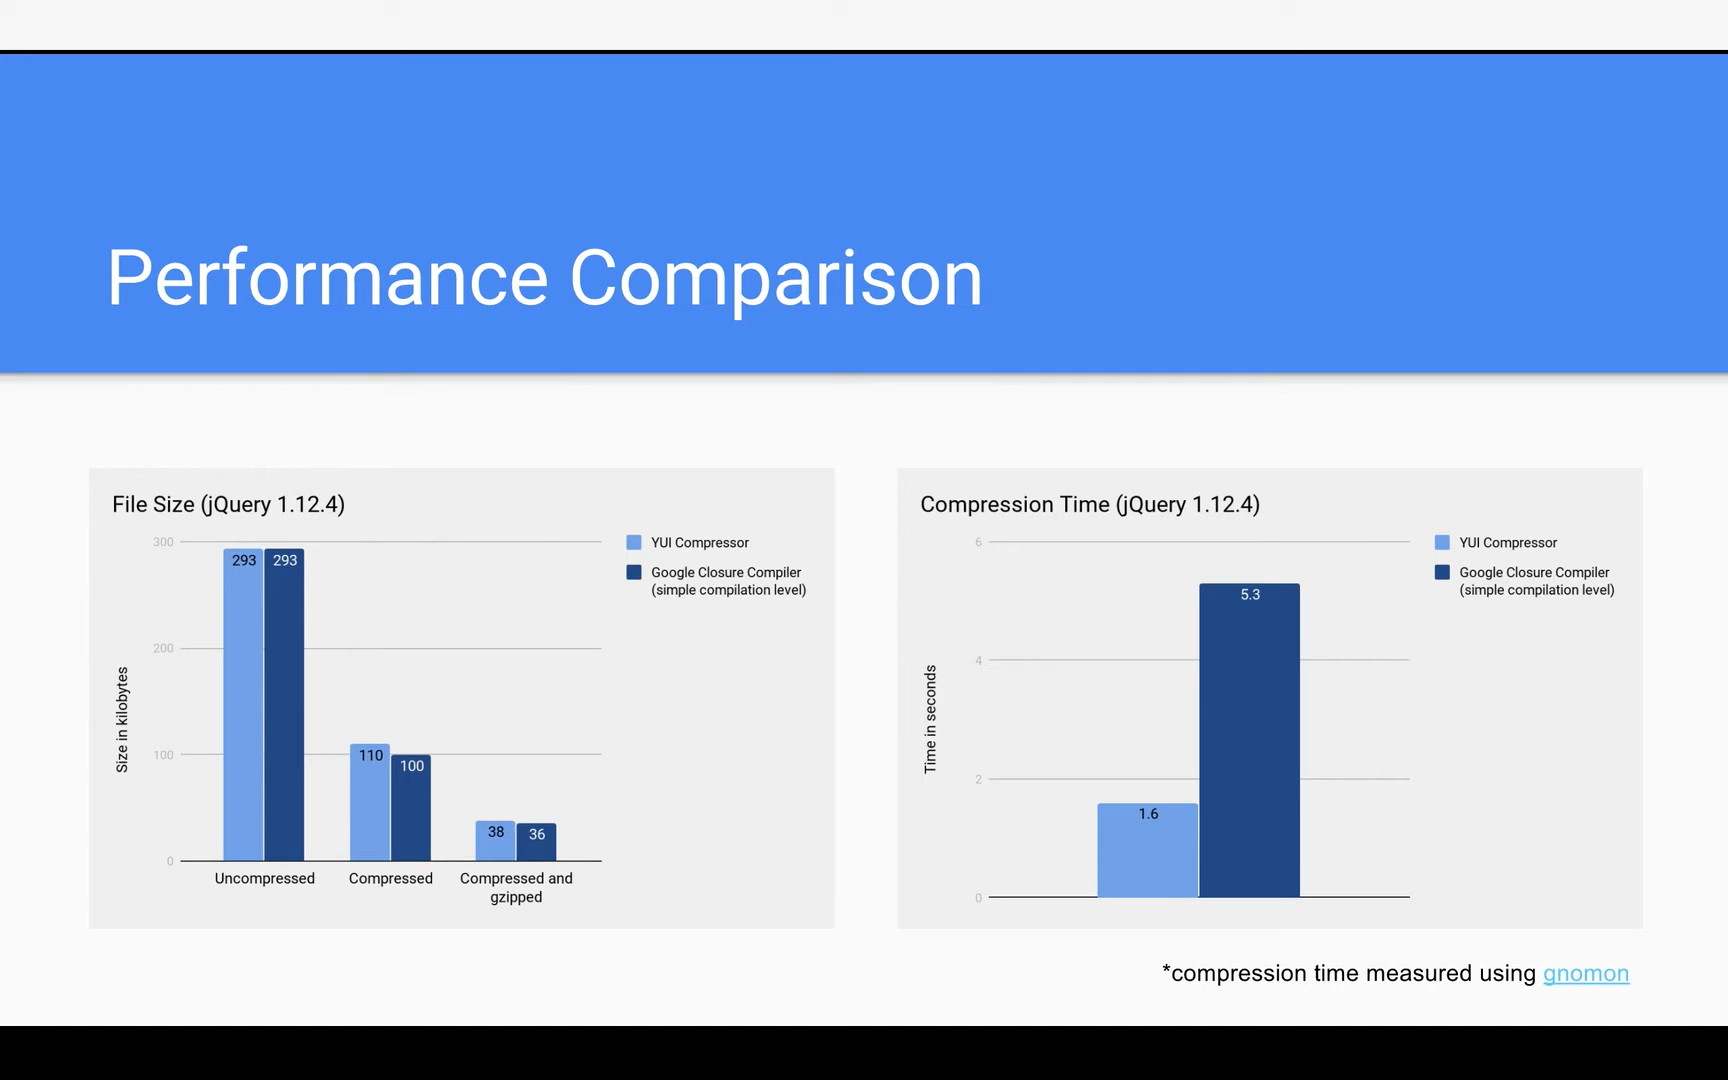 Performance Comparison
File Size (jQuery 1.12.4)
YUI Compressor
Google Closure Compiler
(simple compilation level)
Size in kilobytes
300
200
100
0
293
293
110
100
38
36
Uncompressed
Compressed
Compressed and
gzipped
Compression Time (jQuery 1.12.4)
YUI Compressor
Google Closure Compiler
(simple compilation level)
Time in seconds
6
4
2
0
1.6
5.3
*compression time measured using gnomon